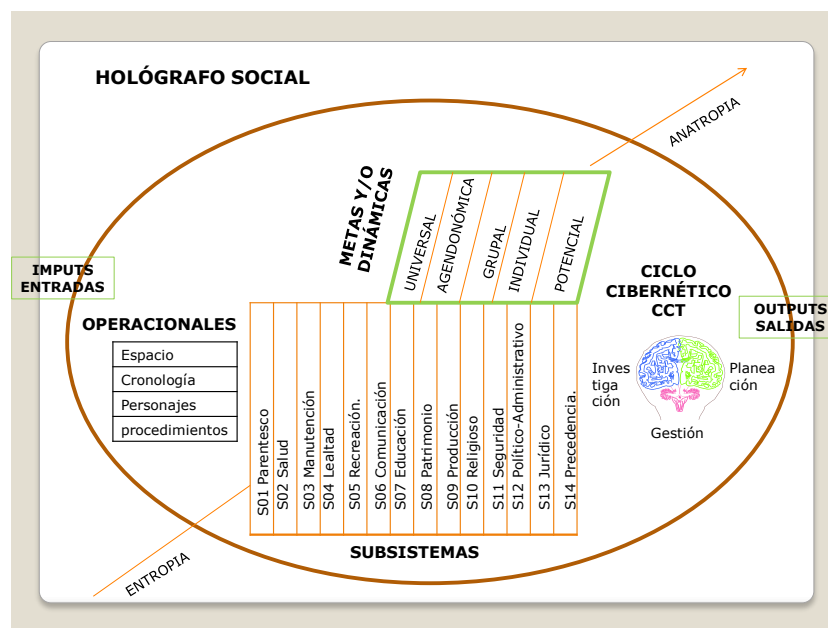 HOLÓGRAFO SOCIAL
ANATROPIA
METAS Y/O
DINÁMICAS
UNIVERSAL
AGENDONÓMICA
GRUPAL
INDIVIDUAL
POTENCIAL
IMPUTS
ENTRADAS
CICLO
CIBERNÉTICO
CCT
OUTPUTS
SALIDAS
OPERACIONALES
Espacio
Cronología
Personajes
procedimientos
Inves
tiga
ción
Planea
ción
Gestión
S01 Parentesco
S02 Salud
S03 Manutención
S04 Lealtad
S05 Recreación.
S06 Comunicación
S07 Educación
S08 Patrimonio
S09 Producción
S10 Religioso
S11 Seguridad
S12 Político-Administrativo
S13 Jurídico
S14 Precedencia.
SUBSISTEMAS
ENTROPIA